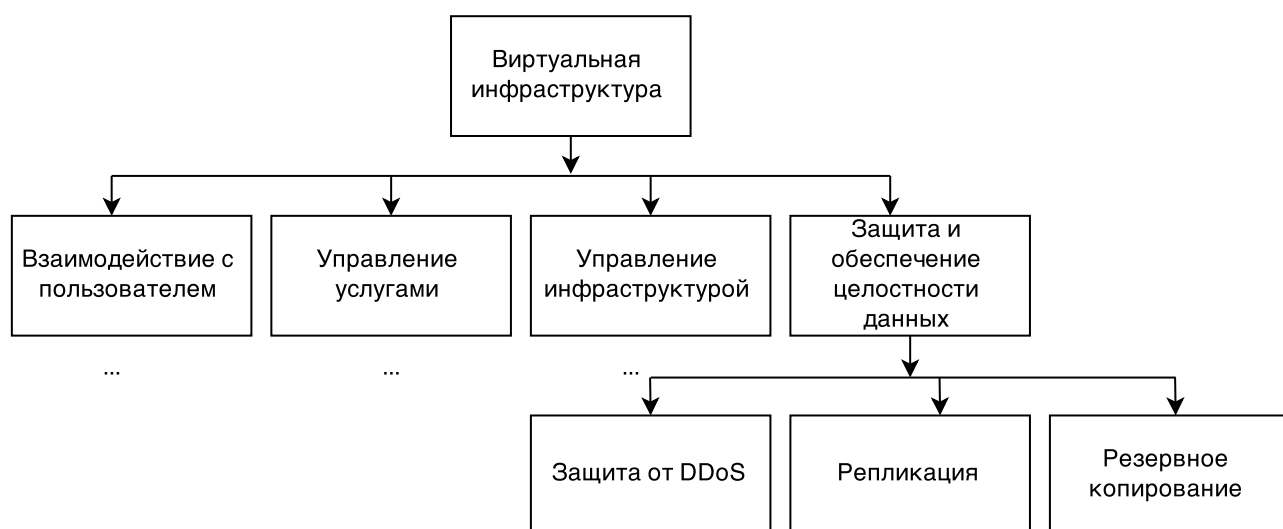 Виртуальная
инфраструктура
Взаимодействие с
пользователем
Управление
услугами
Управление
инфраструктурой
Защита и
обеспечение
целостности
данных
...
...
...
Защита от DDoS
Репликация
Резервное
копирование